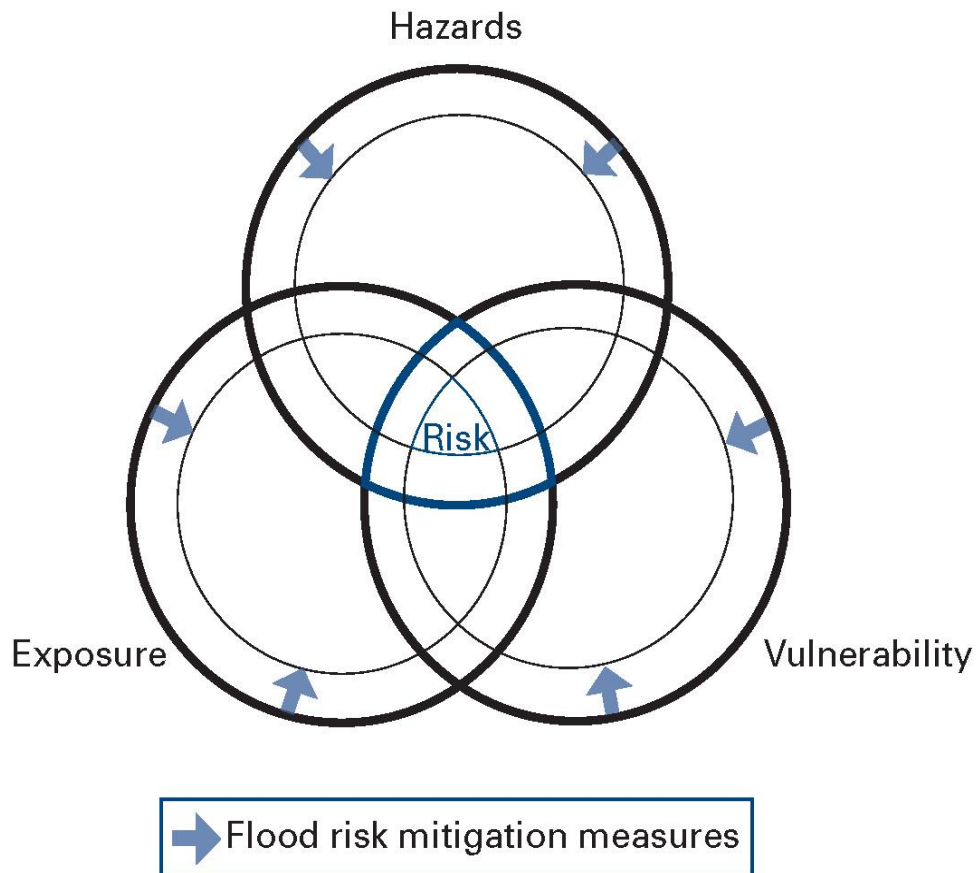 Hazards
Risk
Exposure
Vulnerability
Flood risk mitigation measures